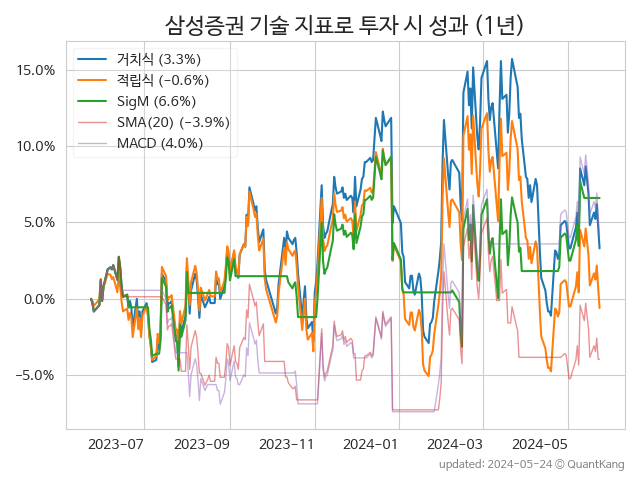 삼성증권 기술 지표로 투자 시 성과 (1년)
거치식 (3.3%)
적립식 (−0.6%)
SigM (6.6%)
SMA(20) (−3.9%)
MACD (4.0%)
15.0%
10.0%
5.0%
0.0%
−5.0%
2023−07 2023−09 2023−11 2024−01 2024−03 2024−05
updated: 2024-05-24 © QuantKang